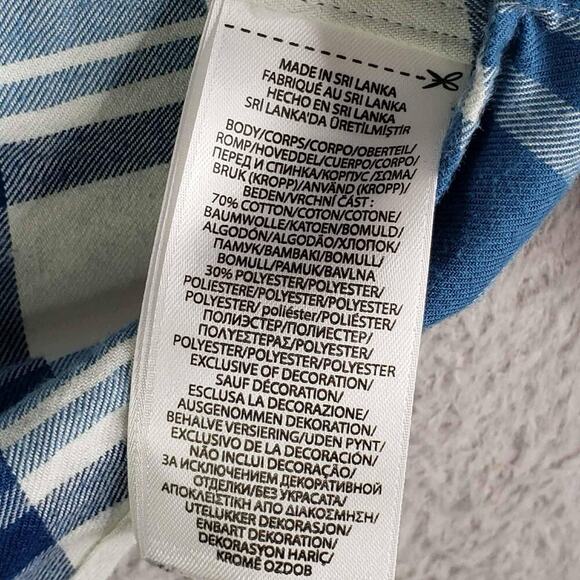 MADE IN SRI LANKA
FABRIQUÉ AU SRI LANKA
HECHO EN SRI LANKA
SRİ LANKA'DA ÜRETİLMİŞTİR
BODY/CORPS/CORPO/OBERTEIL/
ROMP/HOVEDDEL/CUERPO/CORPO/
ПЕРЕД И СПИНКА/КОРПУС /ΣΩΜΑ/
BRUK (KROPP)/ANVÄND (KROPP)/
BEDEN/VRCHNÍ ČÁST :
70% COTTON/COTON/COTONE/
BAUMWOLLE/KATOEN/BOMULD/
ALGODÓN/ALGODÃO/ХЛОПОК/
ПАМУК/ΒΑΜΒΑΚΙ/BOMULL/
BOMULL/PAMUK/BAVLNA
30% POLYESTER/POLYESTER/
POLIESTERE/POLYESTER/POLYESTER/
POLYESTER/ poliéster/POLIÉSTER/
ПОЛИЭСТЕР/ПОЛИЕСТЕР/
ΠΟΛΥΕΣΤΕΡΑΣ/POLYESTER/
POLYESTER/POLYESTER/POLYESTER
EXCLUSIVE OF DECORATION/
SAUF DÉCORATION/
ESCLUSA LA DECORAZIONE/
AUSGENOMMEN DEKORATION/
BEHALVE VERSIERING/UDEN PYNT/
EXCLUSIVO DE LA DECORACIÓN/
NÃO INCLUI DECORAÇÃO/
ЗА ИСКЛЮЧЕНИЕМ ДЕКОРАТИВНОЙ
ОТДЕЛКИ/БЕЗ УКРАСАТА/
ΑΠΟΚΛΕΙΣΤΙΚΗ ΑΠΟ ΔΙΑΚΟΣΜΗΣΗ/
UTELUKKER DEKORASJON/
ENBART DEKORATION/
DEKORASYON HARİÇ/
KROMĚ OZDOB